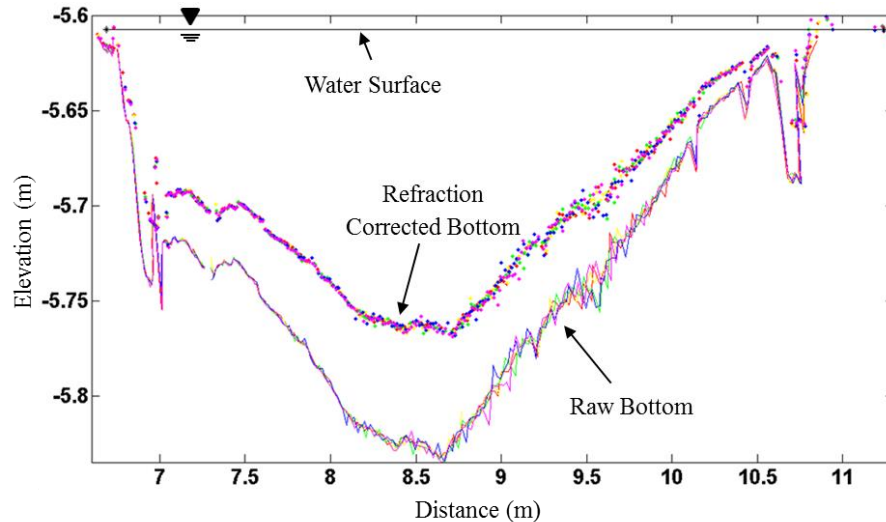 -5.6
Water Surface
-5.65
-5.7
Refraction
Corrected Bottom
Elevation (m)
-5.75
-5.8
Raw Bottom
7 7.5 8 8.5 9 9.5 10 10.5 11
Distance (m)